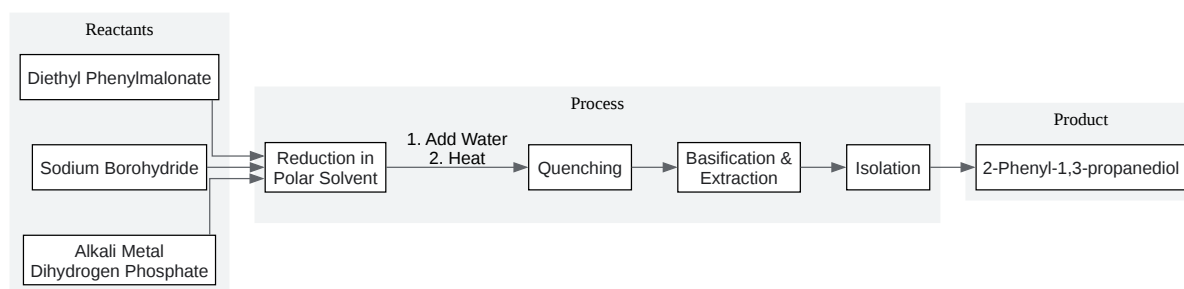 Reactants
Diethyl Phenylmalonate
Sodium Borohydride
Alkali Metal
Dihydrogen Phosphate
Process
Reduction in
Polar Solvent
1. Add Water
2. Heat
Quenching
Basification &
Extraction
Isolation
Product
2-Phenyl-1,3-propanediol